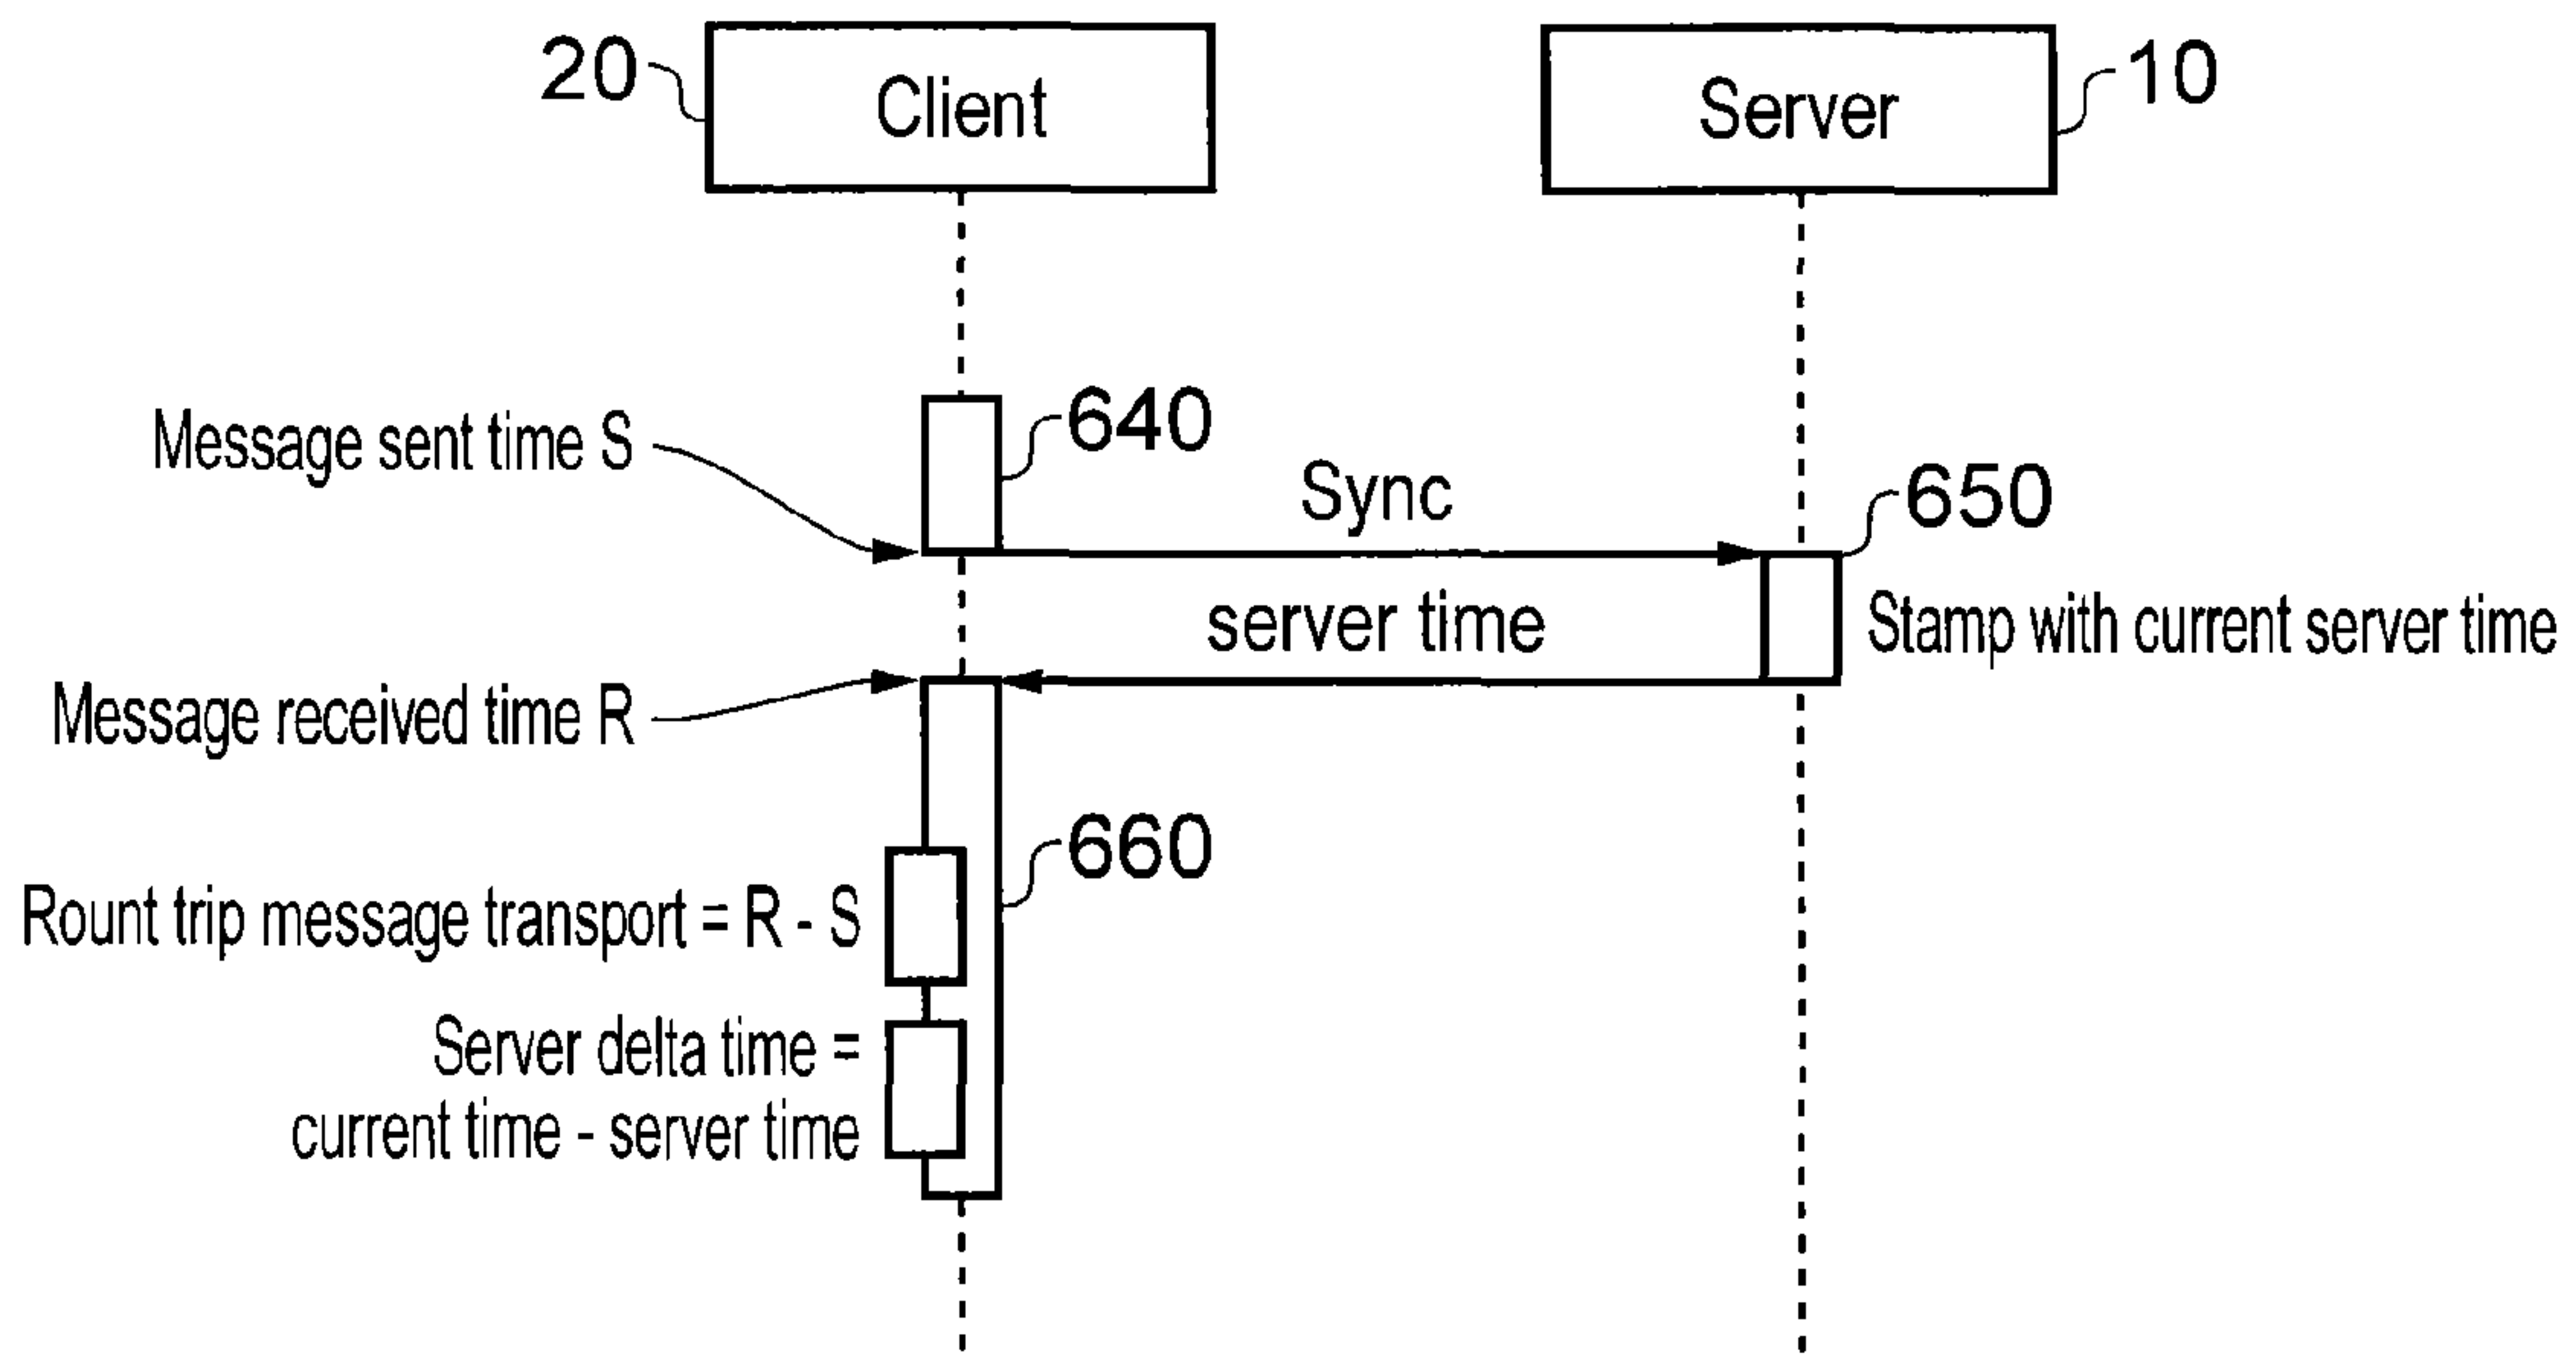 20
Client
Server
10
Message sent time S
640
Sync
650
server time
Stamp with current server time
Message received time R
660
Rount trip message transport = R - S
Server delta time =
current time - server time